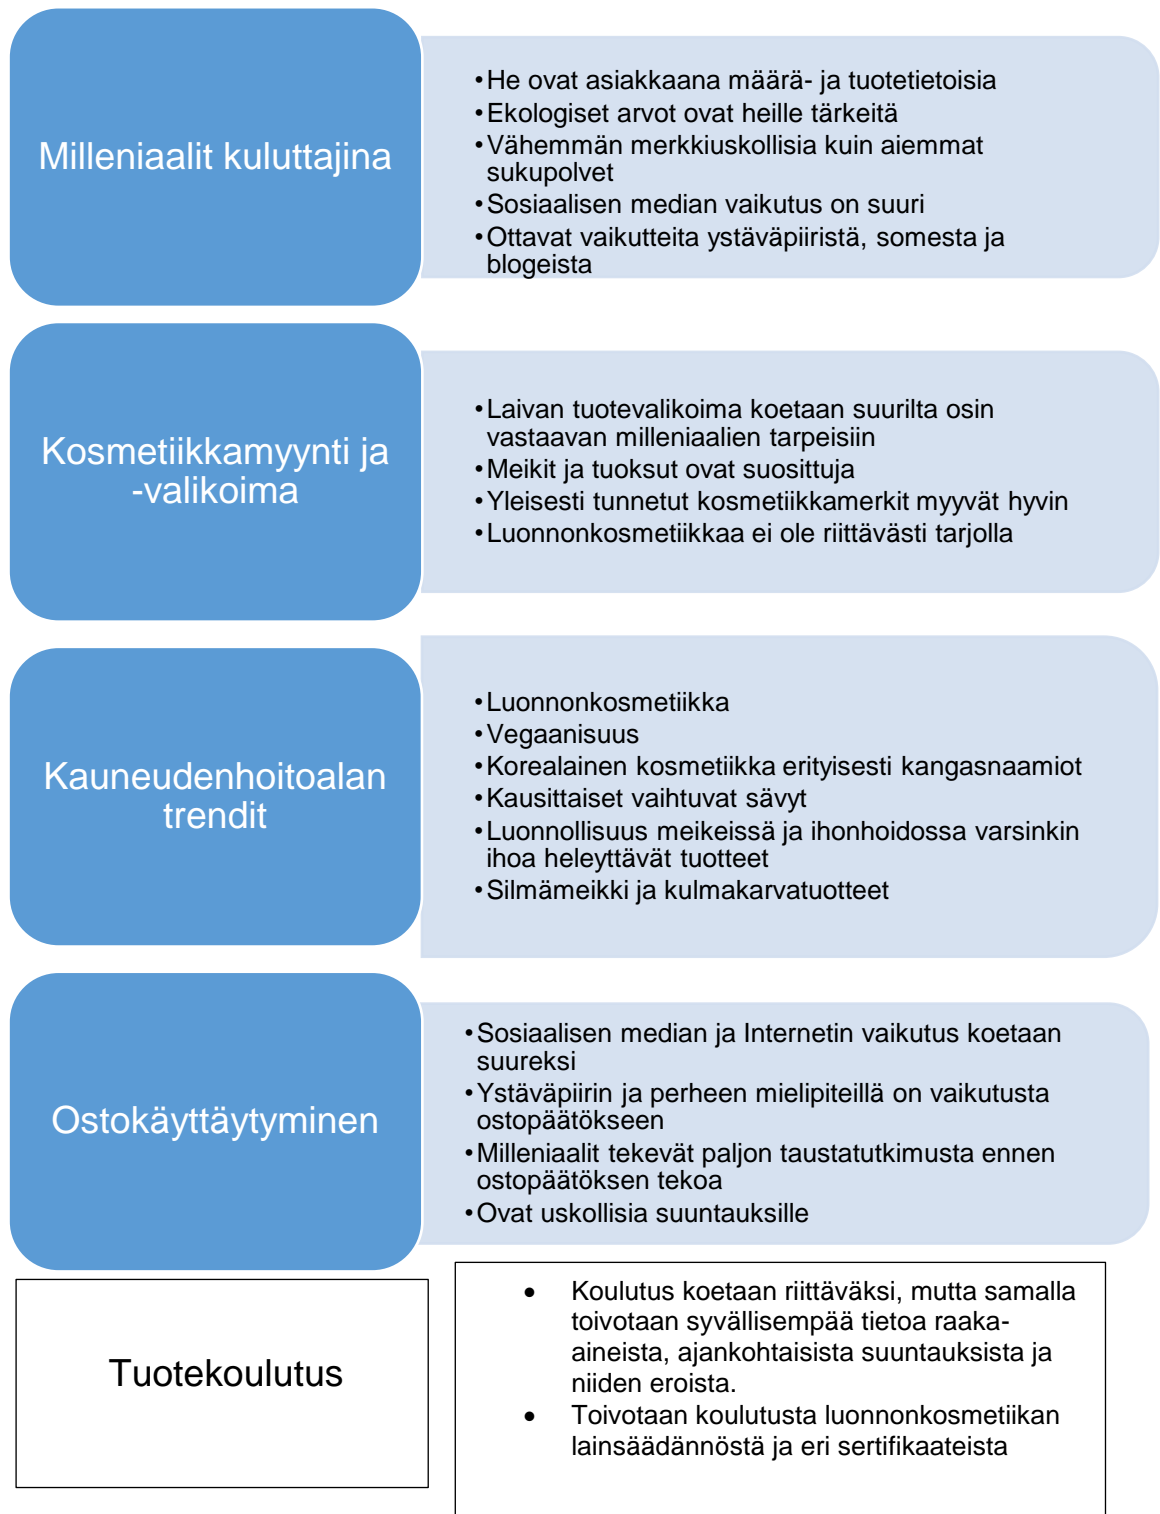 Milleniaalit kuluttajina
•He ovat asiakkaana määrä- ja tuotetietoisia
•Ekologiset arvot ovat heille tärkeitä
•Vähemmän merkkiuskollisia kuin aiemmat
sukupolvet
•Sosiaalisen median vaikutus on suuri
•Ottavat vaikutteita ystäväpiiristä, somesta ja
blogeista
Kosmetiikkamyynti ja
-valikoima
•Laivan tuotevalikoima koetaan suurilta osin
vastaavan milleniaalien tarpeisiin
•Meikit ja tuoksut ovat suosittuja
•Yleisesti tunnetut kosmetiikkamerkit myyvät hyvin
•Luonnonkosmetiikkaa ei ole riittävästi tarjolla
Kauneudenhoitoalan
trendit
•Luonnonkosmetiikka
•Vegaanisuus
•Korealainen kosmetiikka erityisesti kangasnaamiot
•Kausittaiset vaihtuvat sävyt
•Luonnollisuus meikeissä ja ihonhoidossa varsinkin
ihoa heleyttävät tuotteet
•Silmämeikki ja kulmakarvatuotteet
Ostokäyttäytyminen
•Sosiaalisen median ja Internetin vaikutus koetaan
suureksi
•Ystäväpiirin ja perheen mielipiteillä on vaikutusta
ostopäätökseen
•Milleniaalit tekevät paljon taustatutkimusta ennen
ostopäätöksen tekoa
•Ovat uskollisia suuntauksille
Tuotekoulutus
• Koulutus koetaan riittäväksi, mutta samalla
toivotaan syvällisempää tietoa raaka-
aineista, ajankohtaisista suuntauksista ja
niiden eroista.
• Toivotaan koulutusta luonnonkosmetiikan
lainsäädännöstä ja eri sertifikaateista